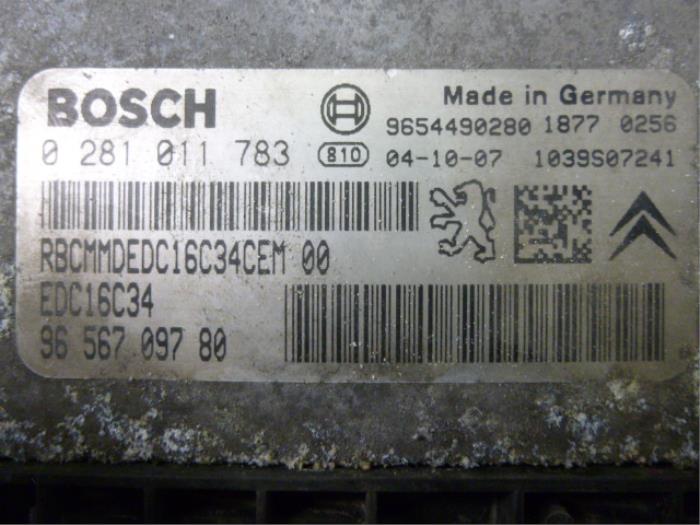 BOSCH
Made in Germany
9654490280 1877 0256
0 281 011 783 810 04-10-07 1039S07241
RBCMMDEDC16C34CEM 00
EDC16C34
96 567 097 80